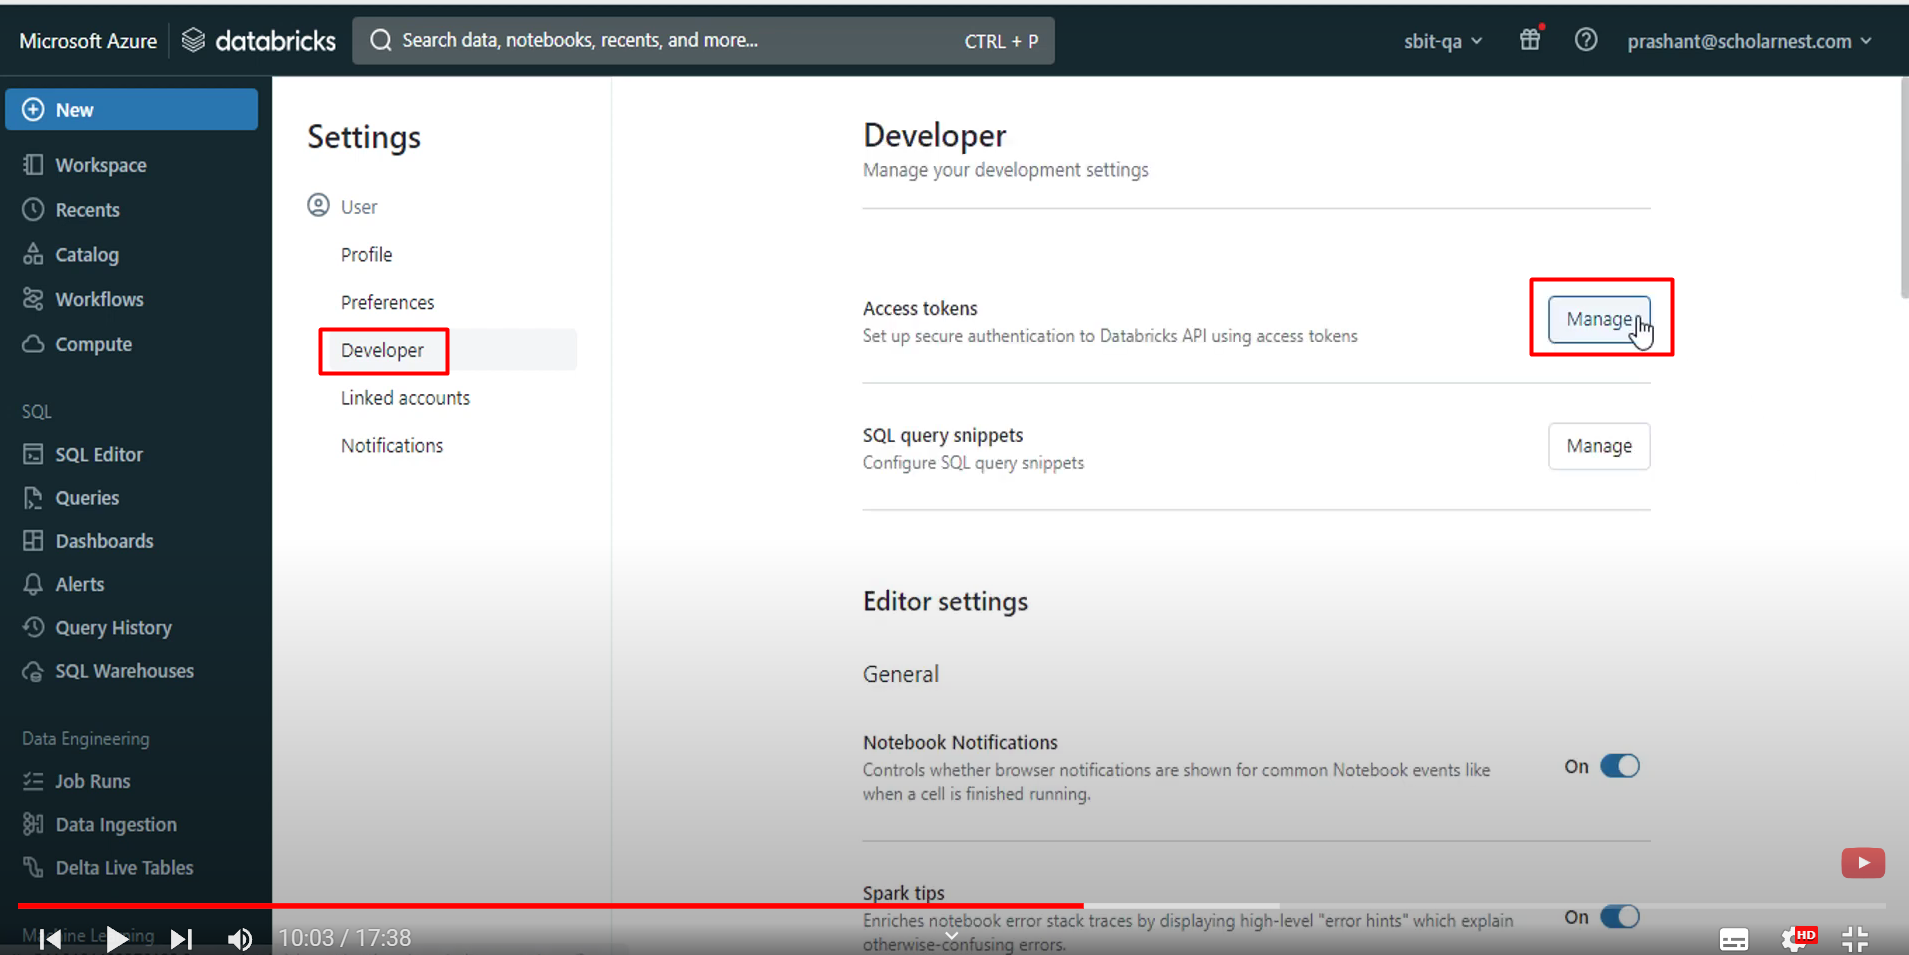 Microsoft Azure databricks Search data, notebooks, recents, and more... CTRL + P sbit-qa prashant@scholarnest.com
New
Workspace
Recents
Catalog
Workflows
Compute
SQL
SQL Editor
Queries
Dashboards
Alerts
Query History
SQL Warehouses
Data Engineering
Job Runs
Data Ingestion
Delta Live Tables
Settings
User
Profile
Preferences
Developer
Linked accounts
Notifications
Developer
Manage your development settings
Access tokens
Set up secure authentication to Databricks API using access tokens
Manage
SQL query snippets
Configure SQL query snippets
Manage
Editor settings
General
Notebook Notifications
Controls whether browser notifications are shown for common Notebook events like
when a cell is finished running.
On
Spark tips
Enriches notebook error stack traces by displaying high-level "error hints" which explain
otherwise-confusing errors.
On
10:03 / 17:38
HD